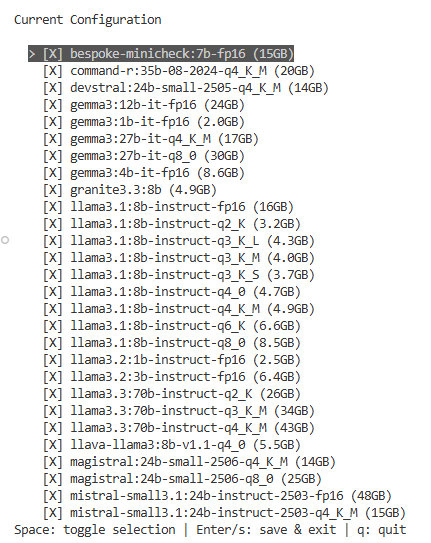 Current Configuration
> [X] bespoke-minicheck:7b-fp16 (15GB)
[X] command-r:35b-08-2024-q4_K_M (20GB)
[X] devstral:24b-small-2505-q4_K_M (14GB)
[X] gemma3:12b-it-fp16 (24GB)
[X] gemma3:1b-it-fp16 (2.0GB)
[X] gemma3:27b-it-q4_K_M (17GB)
[X] gemma3:27b-it-q8_0 (30GB)
[X] gemma3:4b-it-fp16 (8.6GB)
[X] granite3.3:8b (4.9GB)
[X] llama3.1:8b-instruct-fp16 (16GB)
[X] llama3.1:8b-instruct-q2_K (3.2GB)
[X] llama3.1:8b-instruct-q3_K_L (4.3GB)
[X] llama3.1:8b-instruct-q3_K_M (4.0GB)
[X] llama3.1:8b-instruct-q3_K_S (3.7GB)
[X] llama3.1:8b-instruct-q4_0 (4.7GB)
[X] llama3.1:8b-instruct-q4_K_M (4.9GB)
[X] llama3.1:8b-instruct-q6_K (6.6GB)
[X] llama3.1:8b-instruct-q8_0 (8.5GB)
[X] llama3.2:1b-instruct-fp16 (2.5GB)
[X] llama3.2:3b-instruct-fp16 (6.4GB)
[X] llama3.3:70b-instruct-q2_K (26GB)
[X] llama3.3:70b-instruct-q3_K_M (34GB)
[X] llama3.3:70b-instruct-q4_K_M (43GB)
[X] llava-llama3:8b-v1.1-q4_0 (5.5GB)
[X] magistral:24b-small-2506-q4_K_M (14GB)
[X] magistral:24b-small-2506-q8_0 (25GB)
[X] mistral-small3.1:24b-instruct-2503-fp16 (48GB)
[X] mistral-small3.1:24b-instruct-2503-q4_K_M (15GB)
Space: toggle selection | Enter/s: save & exit | q: quit